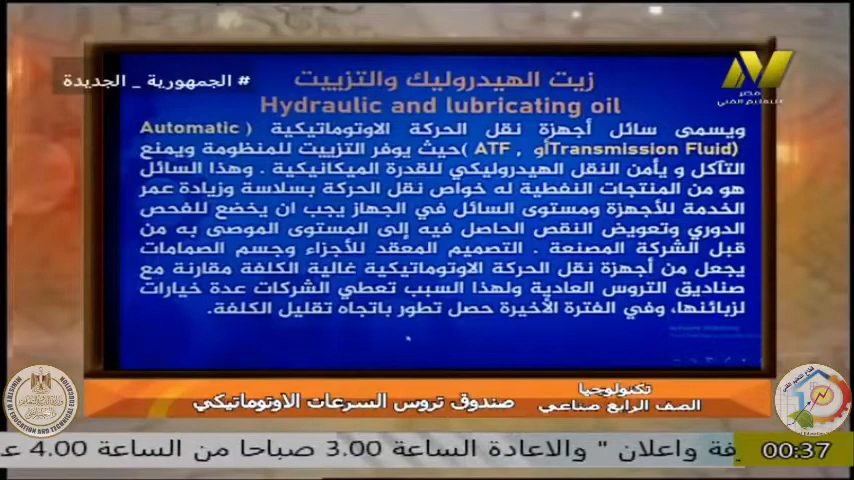 # الجمهورية _ الجديدة
مصر
التعليم الفني
زيت الهيدروليك والتزييت
Hydraulic and lubricating oil
ويسمى سائل أجهزة نقل الحركة الاوتوماتيكية ( Automatic
Transmission Fluid)أو , ATF )حيث يوفر التزييت للمنظومة ويمنع
التآكل و يأمن النقل الهيدروليكي للقدرة الميكانيكية . وهذا السائل
هو من المنتجات النفطية له خواص نقل الحركة بسلاسة وزيادة عمر
الخدمة للأجهزة ومستوى السائل في الجهاز يجب ان يخضع للفحص
الدوري وتعويض النقص الحاصل فيه إلى المستوى الموصى به من
قبل الشركة المصنعة . التصميم المعقد للأجزاء وجسم الصمامات
يجعل من أجهزة نقل الحركة الاوتوماتيكية غالية الكلفة مقارنة مع
صناديق التروس العادية ولهذا السبب تعطي الشركات عدة خيارات
لزبائنها، وفي الفترة الأخيرة حصل تطور باتجاه تقليل الكلفة.
تكنولوجيا
الصف الرابع صناعي
صندوق تروس السرعات الاوتوماتيكي
فة واعلان " والاعادة الساعة 3.00 صباحا من الساعة 4.00
00:37